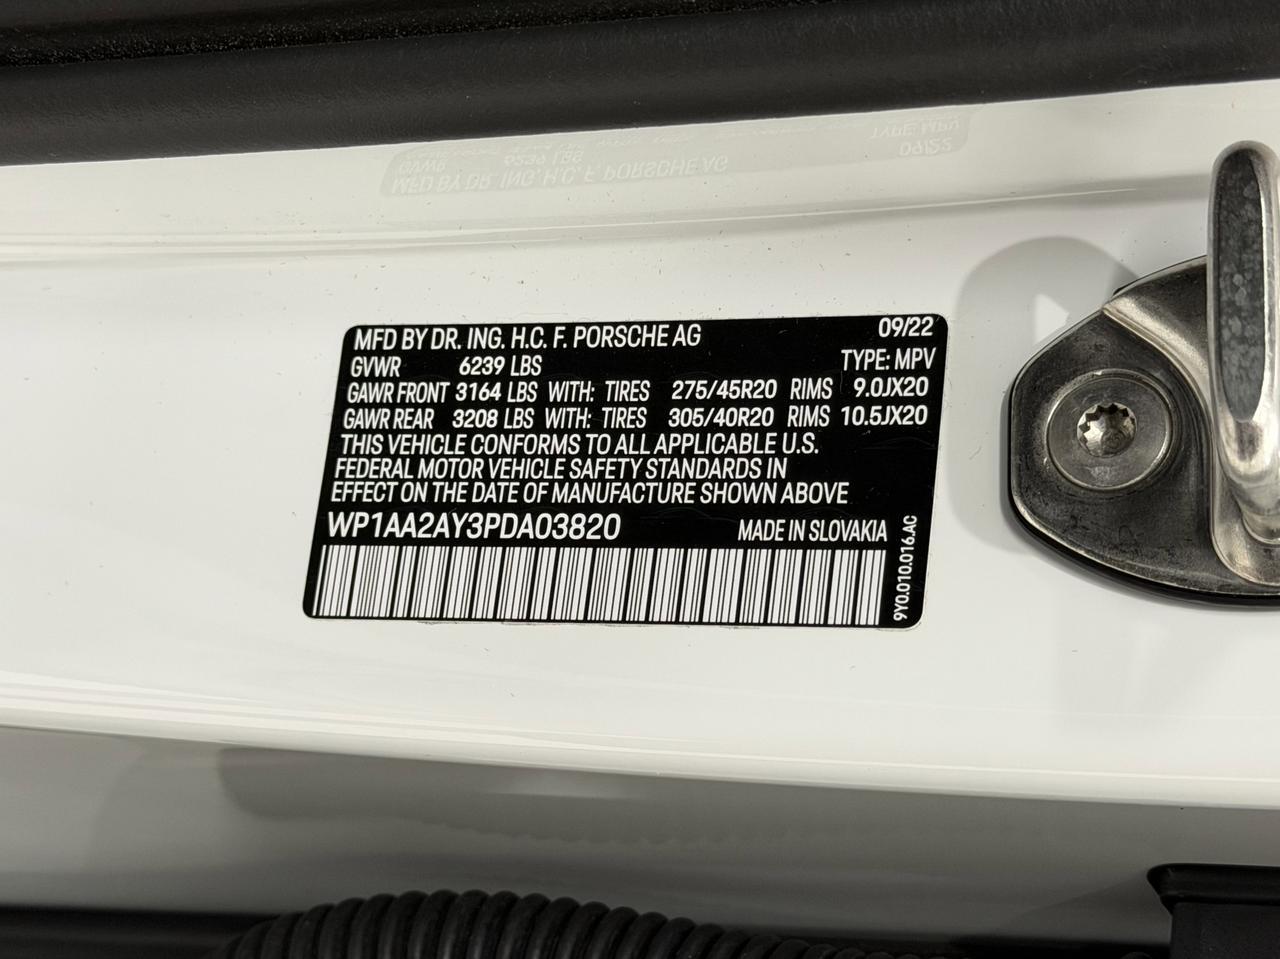 MFD BY DR. ING. H.C. F. PORSCHE AG 09/22
GVWR 6239 LBS TYPE: MPV
GAWR FRONT 3164 LBS WITH: TIRES 275/45R20 RIMS 9.0JX20
GAWR REAR 3208 LBS WITH: TIRES 305/40R20 RIMS 10.5JX20
THIS VEHICLE CONFORMS TO ALL APPLICABLE U.S.
FEDERAL MOTOR VEHICLE SAFETY STANDARDS IN
EFFECT ON THE DATE OF MANUFACTURE SHOWN ABOVE
WP1AA2AY3PDA03820 MADE IN SLOVAKIA
9Y0.010.016.AC